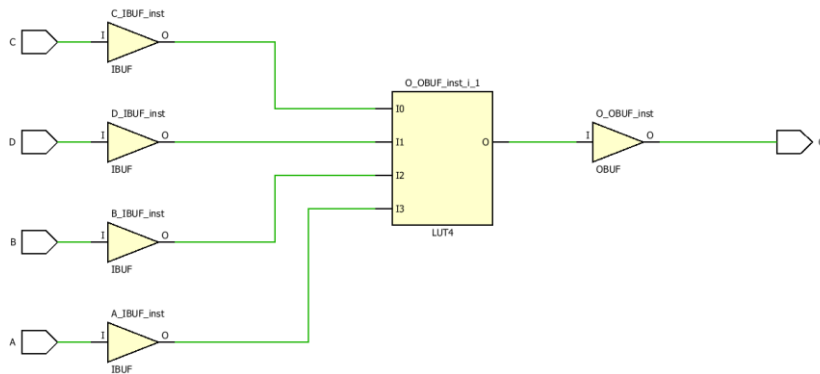 C_IBUF_inst
C
I
O
IBUF
D_IBUF_inst
D
I
O
IBUF
B_IBUF_inst
B
I
O
IBUF
A_IBUF_inst
A
I
O
IBUF
O_OBUF_inst_i_1
I0
I1
I2
I3
O
LUT4
O_OBUF_inst
I
O
OBUF